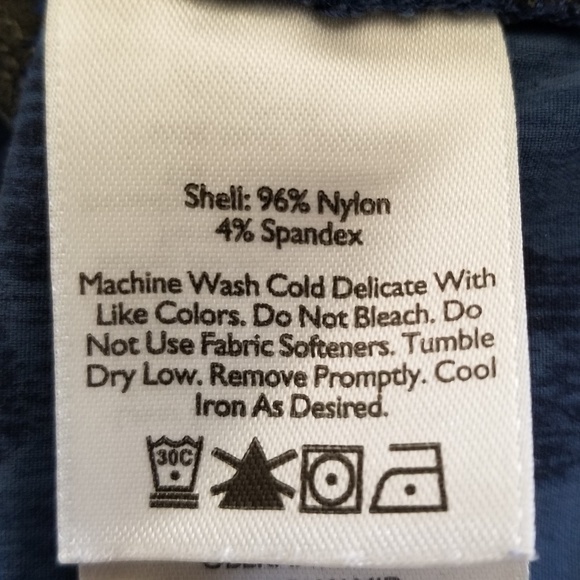 Shell: 96% Nylon
4% Spandex
Machine Wash Cold Delicate With
Like Colors. Do Not Bleach. Do
Not Use Fabric Softeners. Tumble
Dry Low. Remove Promptly. Cool
Iron As Desired.
30C